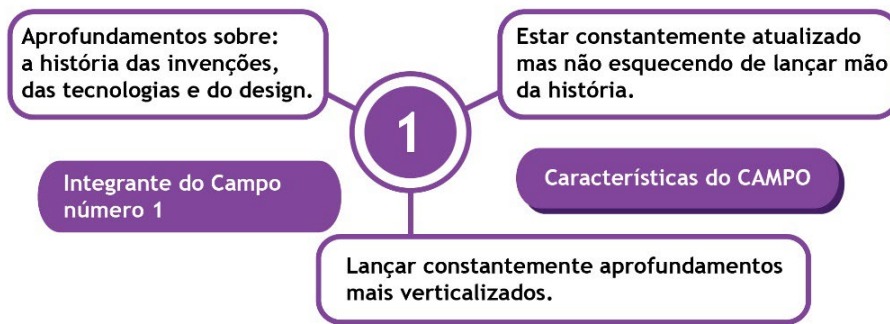 Aprofundamentos sobre:
a história das invenções,
das tecnologias e do design.
Estar constantemente atualizado
mas não esquecendo de lançar mão
da história.
1
Integrante do Campo
número 1
Características do CAMPO
Lançar constantemente aprofundamentos
mais verticalizados.